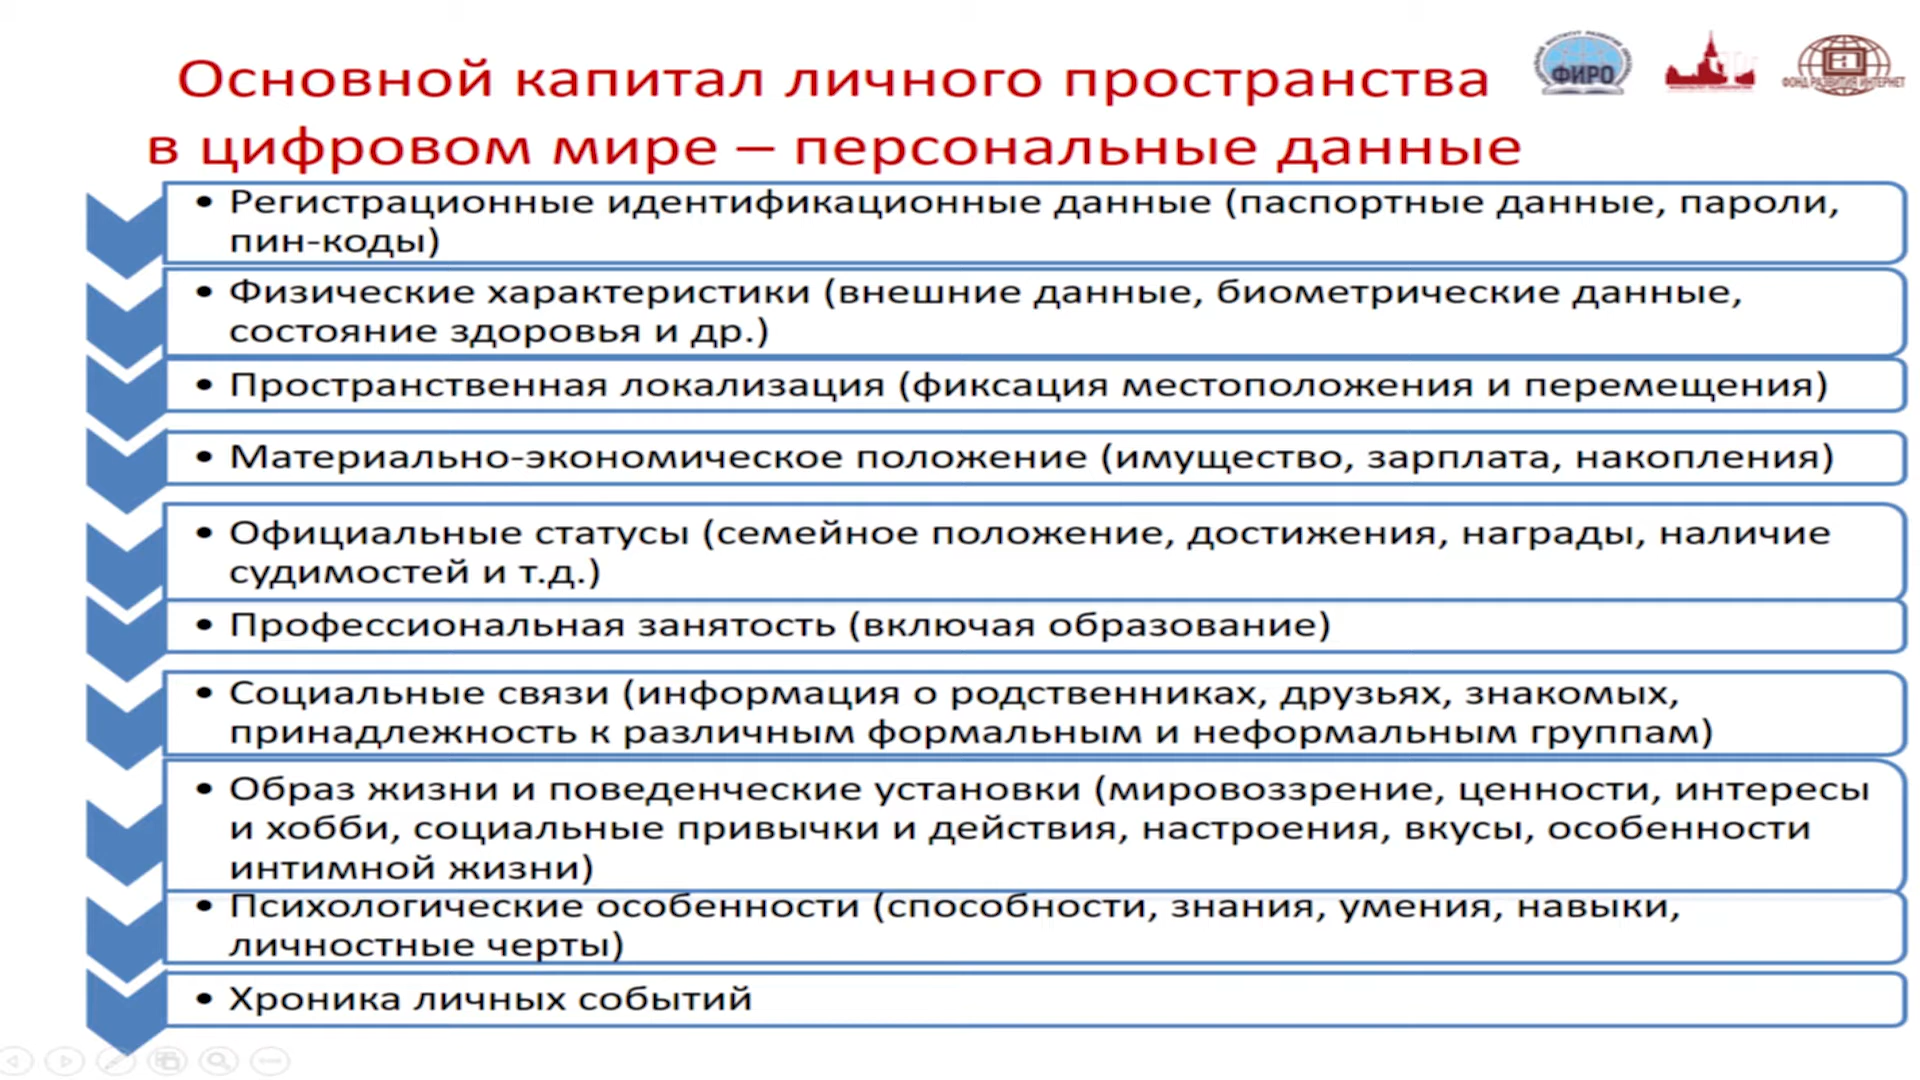 Основной капитал личного пространства
в цифровом мире – персональные данные
ФИРО
ФОНД РАЗВИТИЯ ИНТЕРНЕТ
• Регистрационные идентификационные данные (паспортные данные, пароли,
пин-коды)
• Физические характеристики (внешние данные, биометрические данные,
состояние здоровья и др.)
• Пространственная локализация (фиксация местоположения и перемещения)
• Материально-экономическое положение (имущество, зарплата, накопления)
• Официальные статусы (семейное положение, достижения, награды, наличие
судимостей и т.д.)
• Профессиональная занятость (включая образование)
• Социальные связи (информация о родственниках, друзьях, знакомых,
принадлежность к различным формальным и неформальным группам)
• Образ жизни и поведенческие установки (мировоззрение, ценности, интересы
и хобби, социальные привычки и действия, настроения, вкусы, особенности
интимной жизни)
• Психологические особенности (способности, знания, умения, навыки,
личностные черты)
• Хроника личных событий